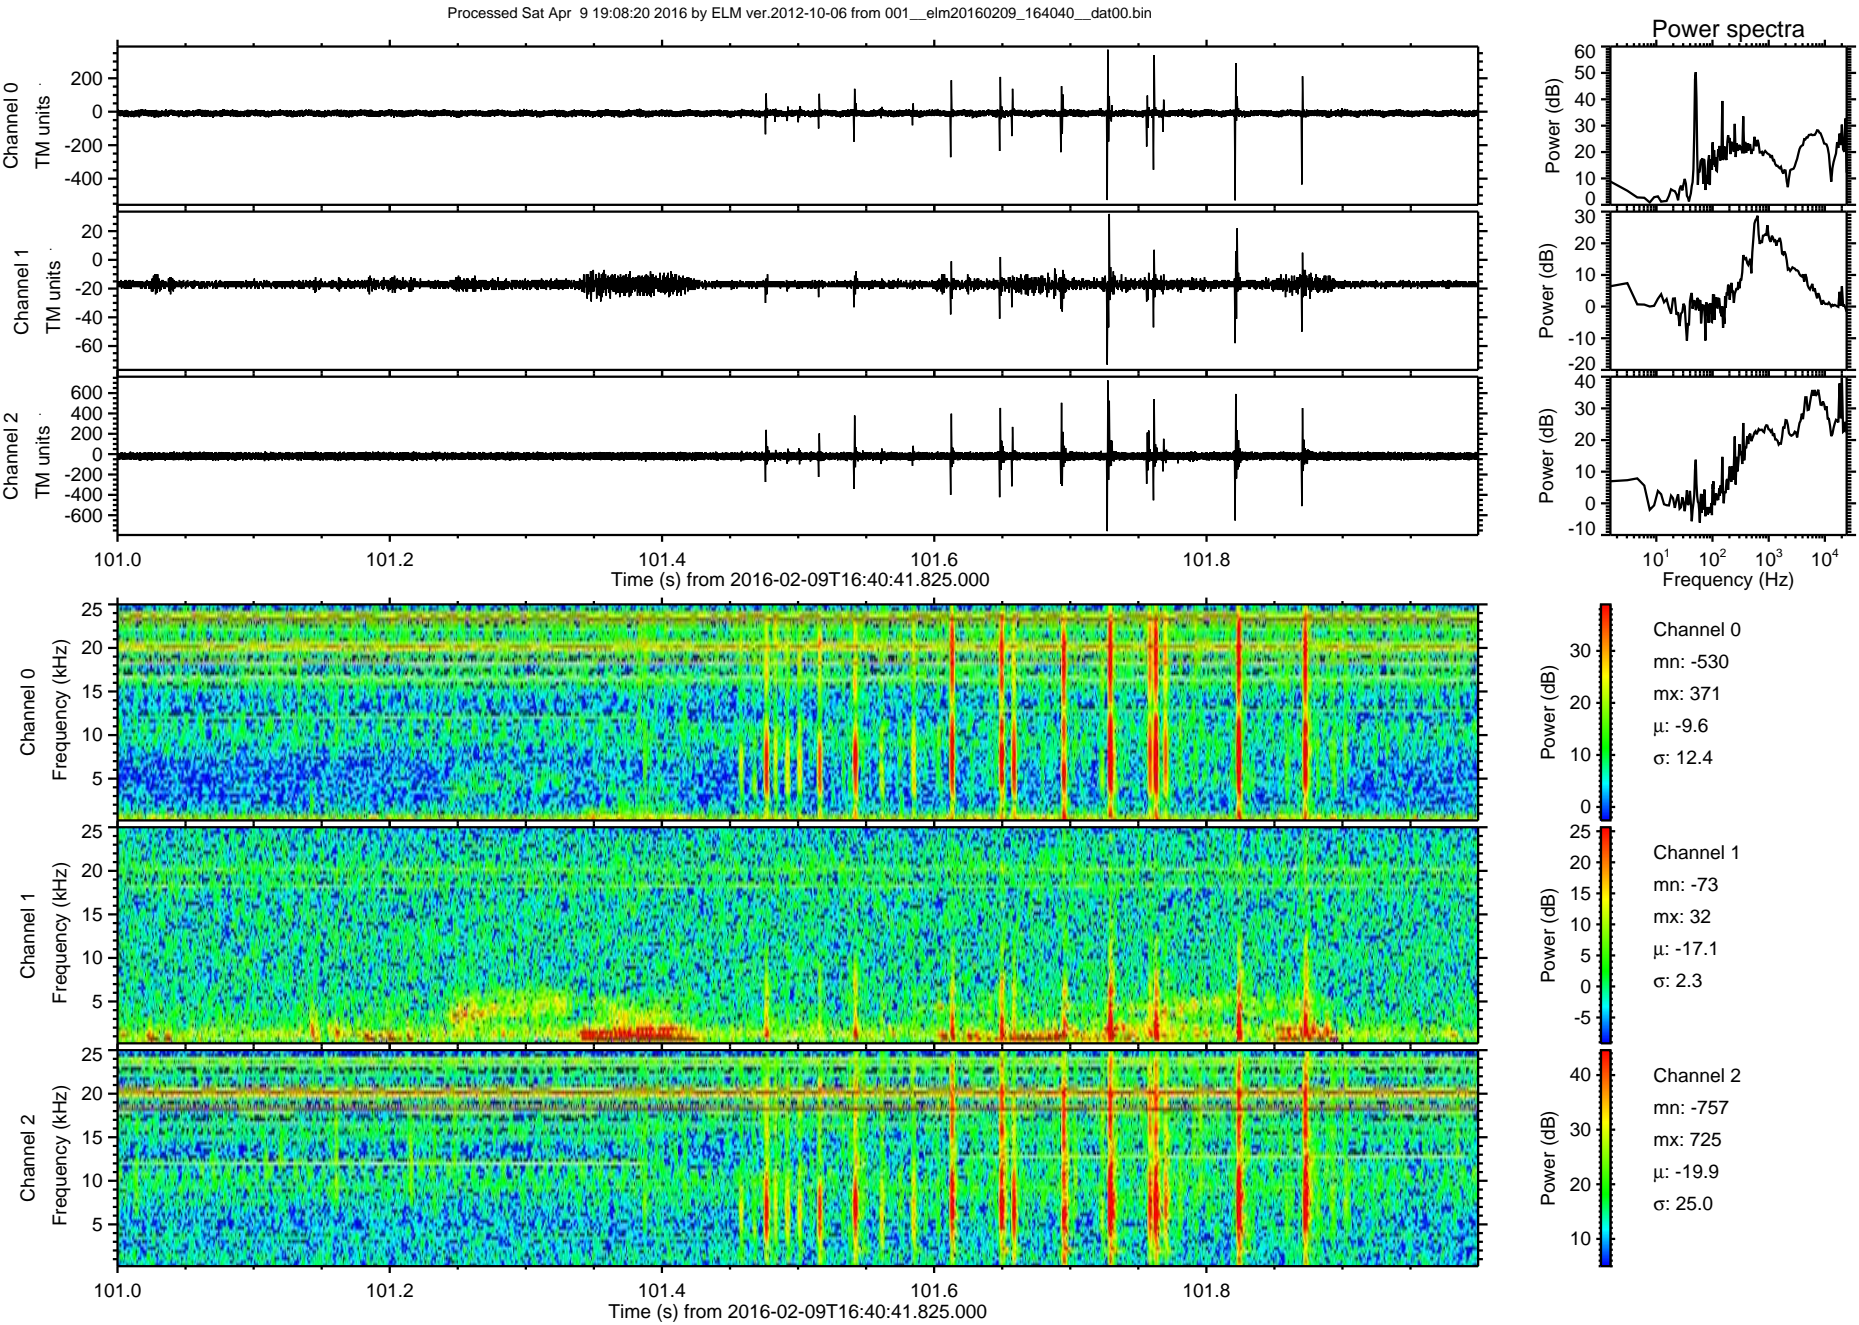 Processed Sat Apr  9 19:08:20 2016 by ELM ver.2012-10-06 from 001__elm20160209_164040__dat00.bin
Power spectra
Channel 0
TM units
200
0
-200
-400
Power (dB)
60
50
40
30
20
10
0
Channel 1
TM units
20
0
-20
-40
-60
Power (dB)
30
20
10
0
-10
-20
Channel 2
TM units
600
400
200
0
-200
-400
-600
Power (dB)
40
30
20
10
0
-10
101.0 101.2 101.4 101.6 101.8
Time (s) from 2016-02-09T16:40:41.825.000
10¹ 10² 10³ 10⁴
Frequency (Hz)
Channel 0
Frequency (kHz)
25
20
15
10
5
Power (dB)
30
20
10
0
Channel 0
mn: -530
mx: 371
µ: -9.6
σ: 12.4
Channel 1
Frequency (kHz)
25
20
15
10
5
Power (dB)
25
20
15
10
5
0
-5
Channel 1
mn: -73
mx: 32
µ: -17.1
σ: 2.3
Channel 2
Frequency (kHz)
25
20
15
10
5
Power (dB)
40
30
20
10
Channel 2
mn: -757
mx: 725
µ: -19.9
σ: 25.0
101.0 101.2 101.4 101.6 101.8
Time (s) from 2016-02-09T16:40:41.825.000